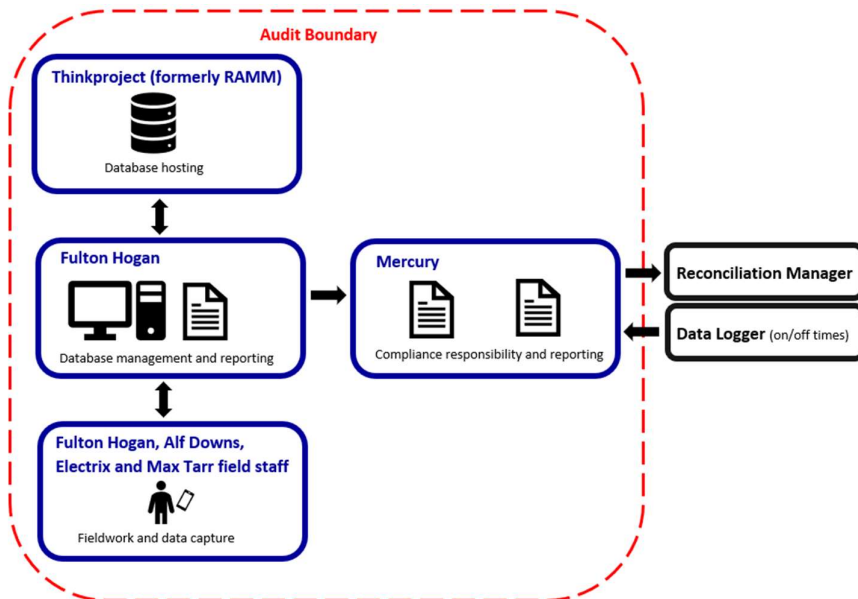 Audit Boundary
Thinkproject (formerly RAMM)
Database hosting
Fulton Hogan
Database management and reporting
Mercury
Compliance responsibility and reporting
Reconciliation Manager
Data Logger (on/off times)
Fulton Hogan, Alf Downs,
Electrix and Max Tarr field staff
Fieldwork and data capture